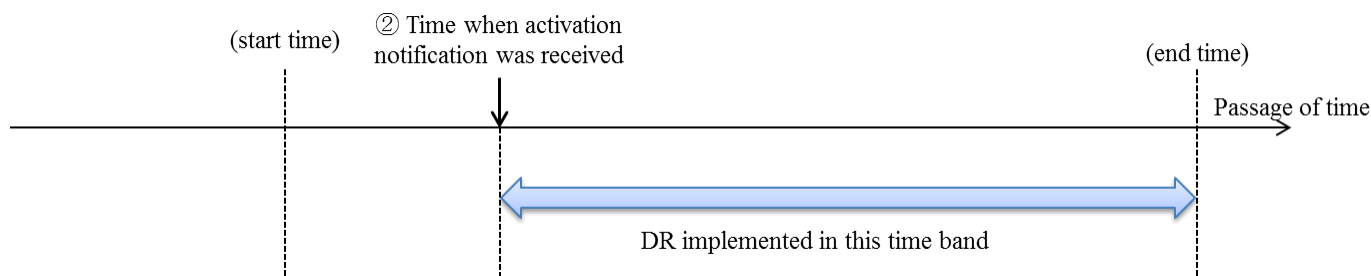 (start time)
② Time when activation
notification was received
(end time)
Passage of time
DR implemented in this time band